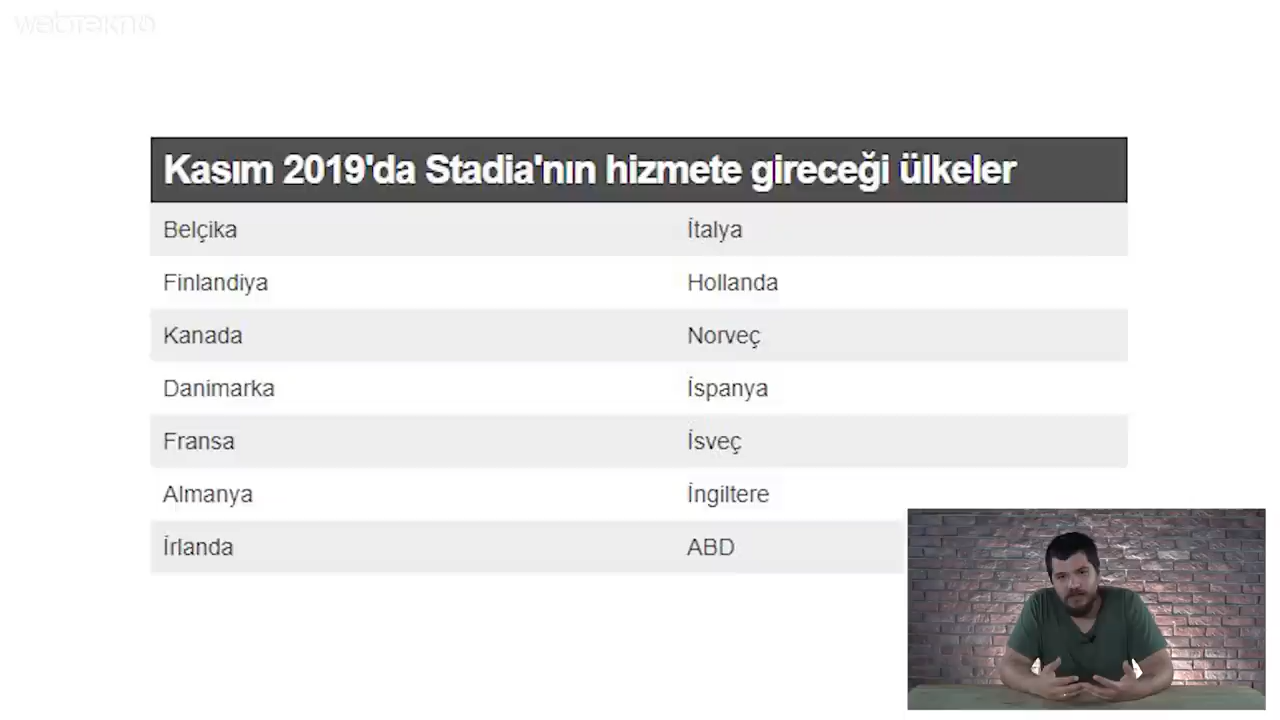 webtekno
Kasım 2019'da Stadia'nın hizmete gireceği ülkeler
Belçika İtalya
Finlandiya Hollanda
Kanada Norveç
Danimarka İspanya
Fransa İsveç
Almanya İngiltere
İrlanda ABD